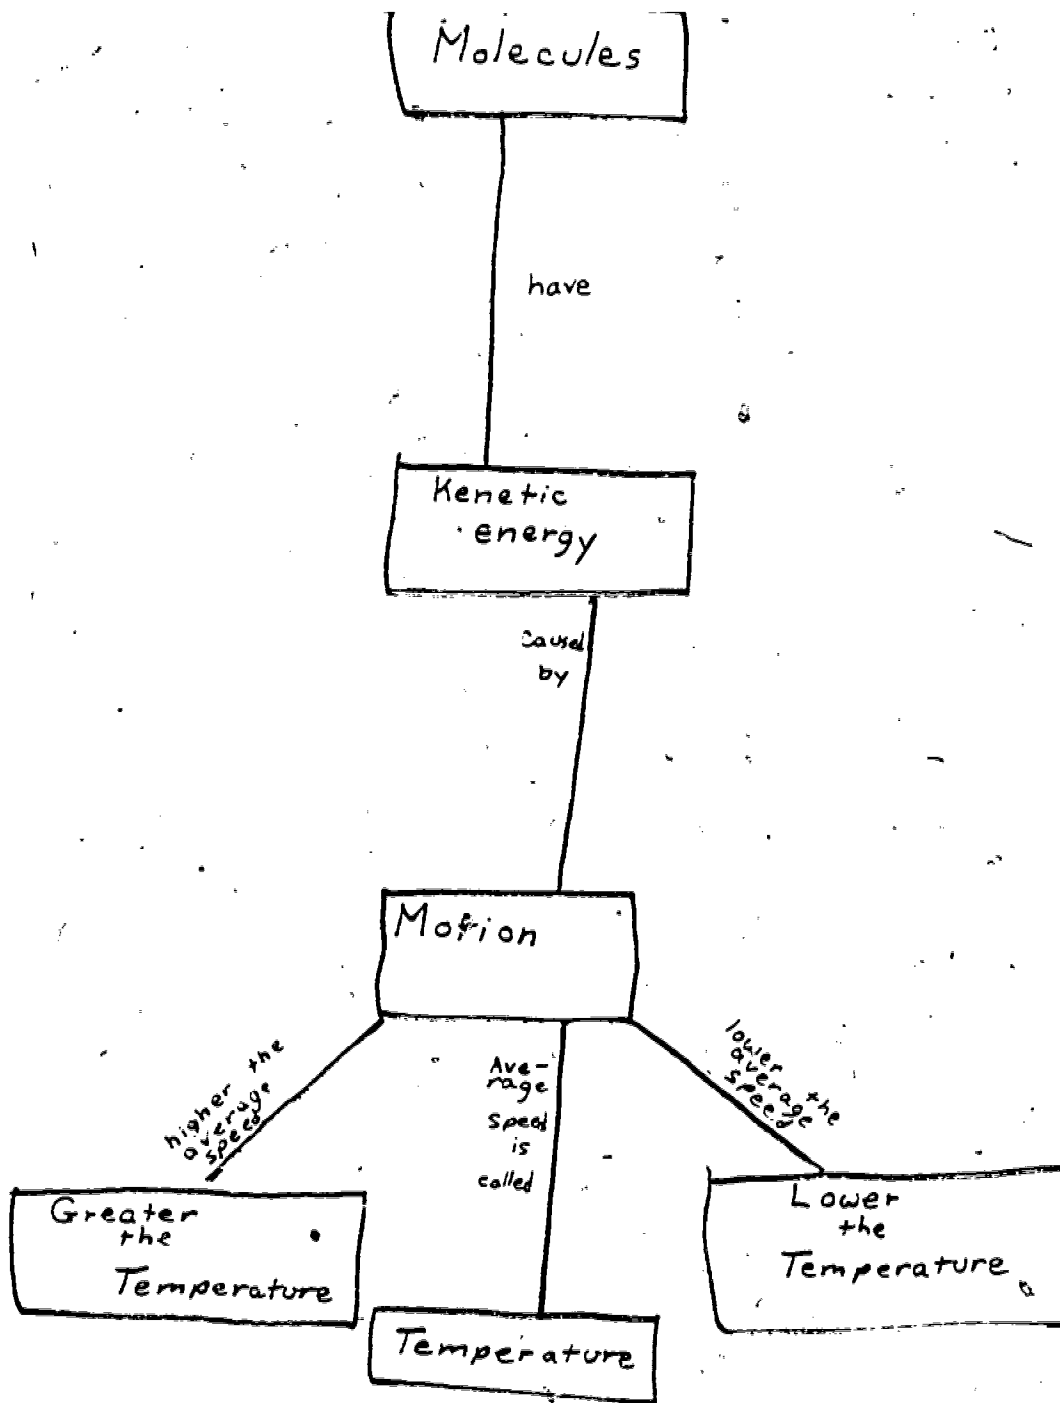 Molecules
have
Kenetic
energy
Caused
by
Motion
higher the
average
speed
Ave-
rage
speed
is
called
lower the
average
speed
Greater
the
Temperature
Temperature
Lower
the
Temperature